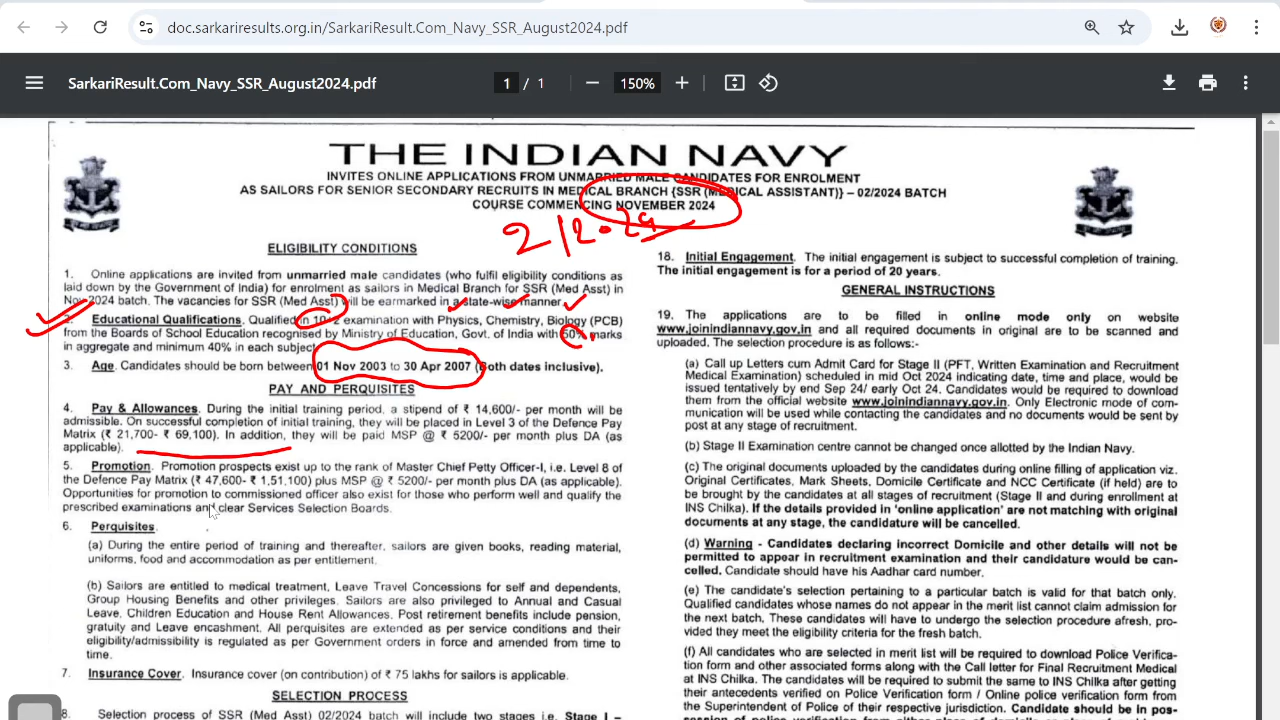 doc.sarkariresults.org.in/SarkariResult.Com_Navy_SSR_August2024.pdf
SarkariResult.Com_Navy_SSR_August2024.pdf
1 / 1
150%
THE INDIAN NAVY
INVITES ONLINE APPLICATIONS FROM UNMARRIED MALE CANDIDATES FOR ENROLMENT
AS SAILORS FOR SENIOR SECONDARY RECRUITS IN MEDICAL BRANCH {SSR (MEDICAL ASSISTANT)} – 02/2024 BATCH
COURSE COMMENCING NOVEMBER 2024
2/2024
ELIGIBILITY CONDITIONS
1. Online applications are invited from unmarried male candidates (who fulfil eligibility conditions as
laid down by the Government of India) for enrolment as sailors in Medical Branch for SSR (Med Asst) in
Nov 2024 batch. The vacancies for SSR (Med Asst) will be earmarked in a state-wise manner.
2. Educational Qualifications. Qualified in 10+2 examination with Physics, Chemistry, Biology (PCB)
from the Boards of School Education recognised by Ministry of Education, Govt. of India with 50% marks
in aggregate and minimum 40% in each subject
3. Age. Candidates should be born between 01 Nov 2003 to 30 Apr 2007 (Both dates inclusive).
PAY AND PERQUISITES
4. Pay & Allowances. During the initial training period, a stipend of ₹ 14,600/- per month will be
admissible. On successful completion of initial training, they will be placed in Level 3 of the Defence Pay
Matrix (₹ 21,700- ₹ 69,100). In addition, they will be paid MSP @ ₹ 5200/- per month plus DA (as
applicable).
5. Promotion. Promotion prospects exist up to the rank of Master Chief Petty Officer-I, i.e. Level 8 of
the Defence Pay Matrix (₹ 47,600- ₹ 1,51,100) plus MSP @ ₹ 5200/- per month plus DA (as applicable).
Opportunities for promotion to commissioned officer also exist for those who perform well and qualify the
prescribed examinations and clear Services Selection Boards.
6. Perquisites.
(a) During the entire period of training and thereafter, sailors are given books, reading material,
uniforms, food and accommodation as per entitlement.
(b) Sailors are entitled to medical treatment, Leave Travel Concessions for self and dependents,
Group Housing Benefits and other privileges. Sailors are also privileged to Annual and Casual
Leave, Children Education and House Rent Allowances. Post retirement benefits include pension,
gratuity and Leave encashment. All perquisites are extended as per service conditions and their
eligibility/admissibility is regulated as per Government orders in force and amended from time to
time.
7. Insurance Cover. Insurance cover (on contribution) of ₹ 75 lakhs for sailors is applicable.
SELECTION PROCESS
8. Selection process of SSR (Med Asst) 02/2024 batch will include two stages i.e. Stage I –
18. Initial Engagement. The initial engagement is subject to successful completion of training.
The initial engagement is for a period of 20 years.
GENERAL INSTRUCTIONS
19. The applications are to be filled in online mode only on website
www.joinindiannavy.gov.in and all required documents in original are to be scanned and
uploaded. The selection procedure is as follows:-
(a) Call up Letters cum Admit Card for Stage II (PFT, Written Examination and Recruitment
Medical Examination) scheduled in mid Oct 2024 indicating date, time and place, would be
issued tentatively by end Sep 24/ early Oct 24. Candidates would be required to download
them from the official website www.joinindiannavy.gov.in. Only Electronic mode of com-
munication will be used while contacting the candidates and no documents would be sent by
post at any stage of recruitment.
(b) Stage II Examination centre cannot be changed once allotted by the Indian Navy.
(c) The original documents uploaded by the candidates during online filling of application viz.
Original Certificates, Mark Sheets, Domicile Certificate and NCC Certificate (if held) are to
be brought by the candidates at all stages of recruitment (Stage II and during enrolment at
INS Chilka). If the details provided in 'online application' are not matching with original
documents at any stage, the candidature will be cancelled.
(d) Warning - Candidates declaring incorrect Domicile and other details will not be
permitted to appear in recruitment examination and their candidature would be can-
celled. Candidate should have his Aadhar card number.
(e) The candidate's selection pertaining to a particular batch is valid for that batch only.
Qualified candidates whose names do not appear in the merit list cannot claim admission for
the next batch. These candidates will have to undergo the selection procedure afresh, pro-
vided they meet the eligibility criteria for the fresh batch.
(f) All candidates who are selected in merit list will be required to download Police Verifica-
tion form and other associated forms along with the Call letter for Final Recruitment Medical
at INS Chilka. The candidates will be required to submit the same to INS Chilka after getting
their antecedents verified on Police Verification form / Online police verification form from
the Superintendent of Police of their respective jurisdiction. Candidate should be in pos-